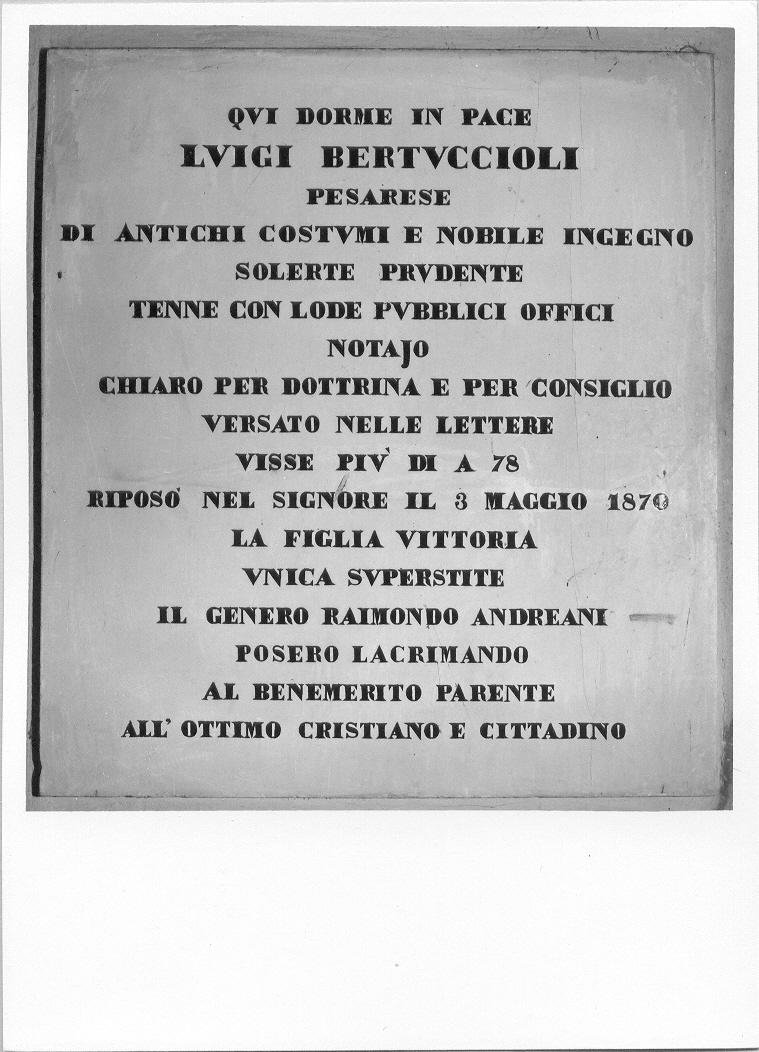 QVI DORME IN PACE
LVIGI BERTVCCIOLI
PESARESE
DI ANTICHI COSTVMI E NOBILE INGEGNO
SOLERTE PRVDENTE
TENNE CON LODE PVBBLICI OFFICI
NOTAJO
CHIARO PER DOTTRINA E PER CONSIGLIO
VERSATO NELLE LETTERE
VISSE PIV' DI A 78
RIPOSO' NEL SIGNORE IL 3 MAGGIO 1870
LA FIGLIA VITTORIA
VNICA SVPERSTITE
IL GENERO RAIMONDO ANDREANI
POSERO LACRIMANDO
AL BENEMERITO PARENTE
ALL' OTTIMO CRISTIANO E CITTADINO